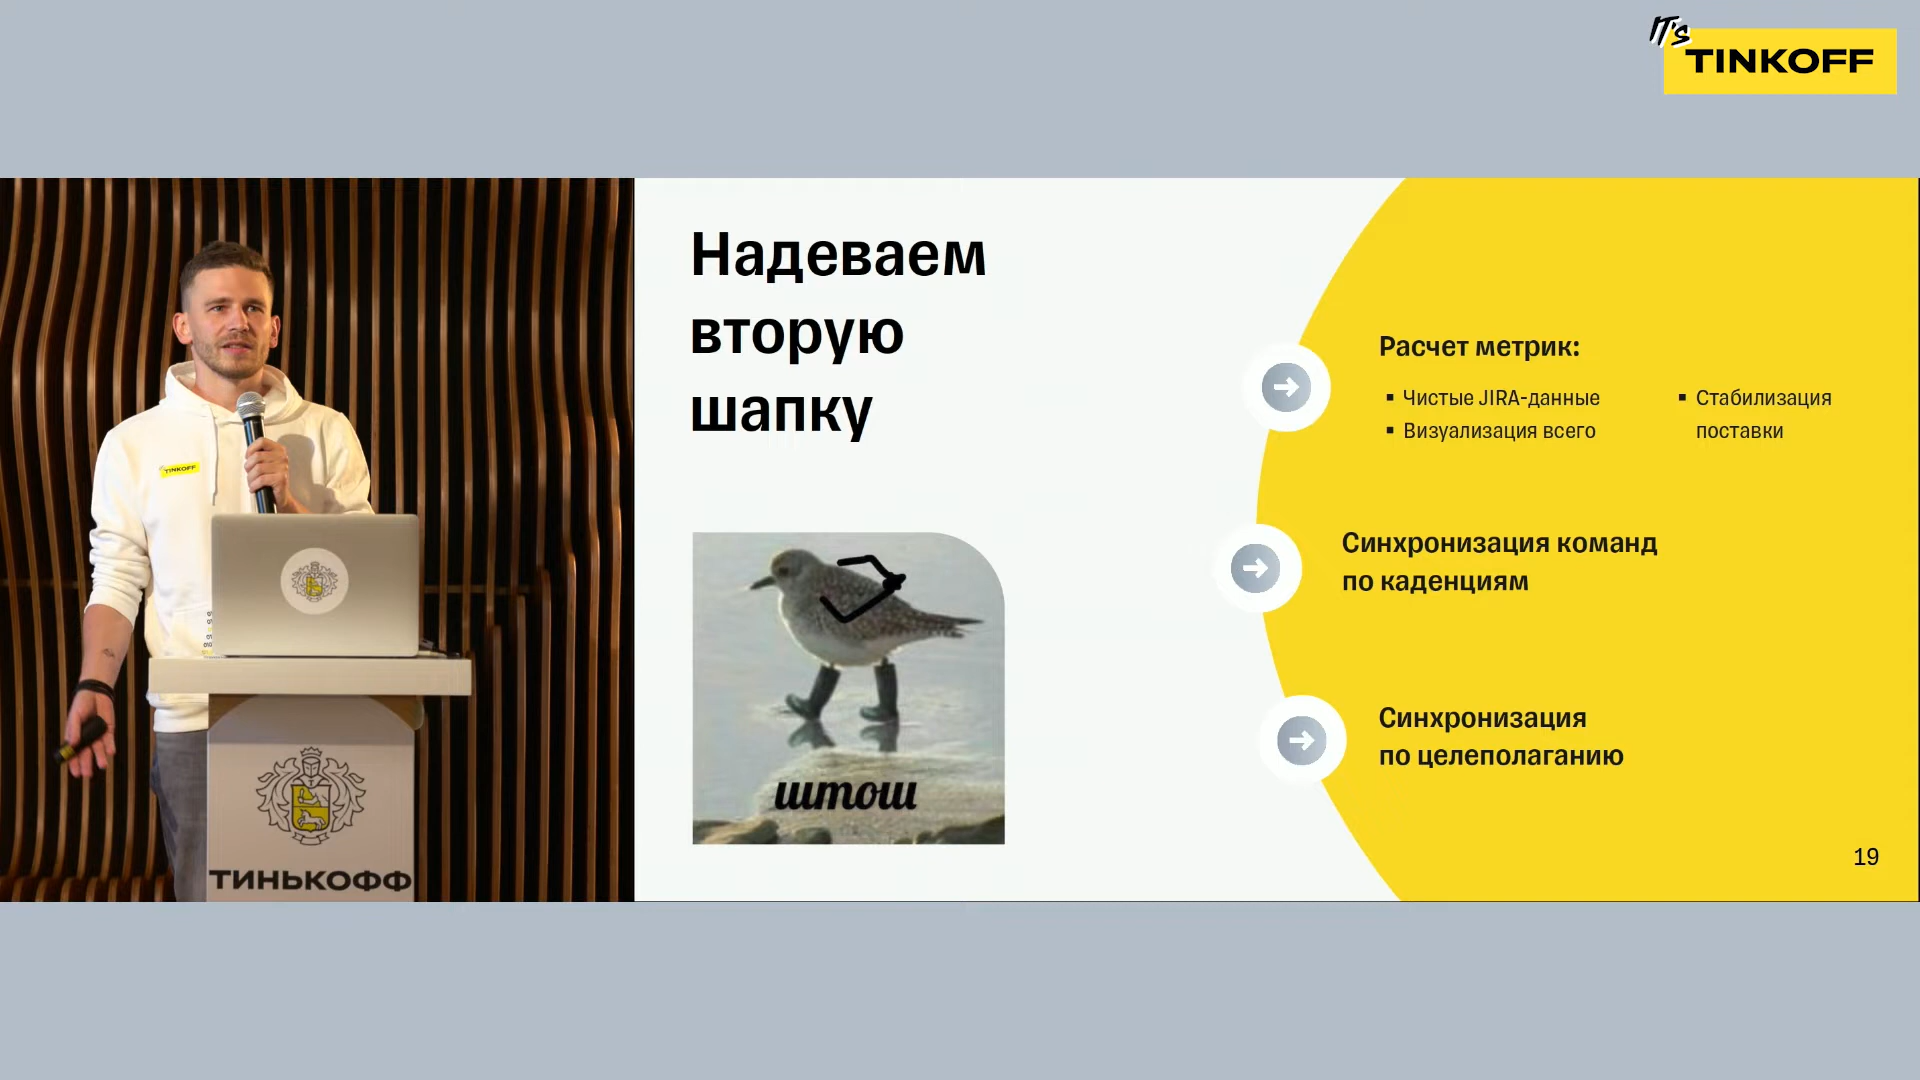 IT's
TINKOFF
Надеваем
вторую
шапку
штош
Расчет метрик:
Чистые JIRA-данные
Визуализация всего
Стабилизация
поставки
Синхронизация команд
по каденциям
Синхронизация
по целеполаганию
19
TINKOFF
ТИНЬКОФФ